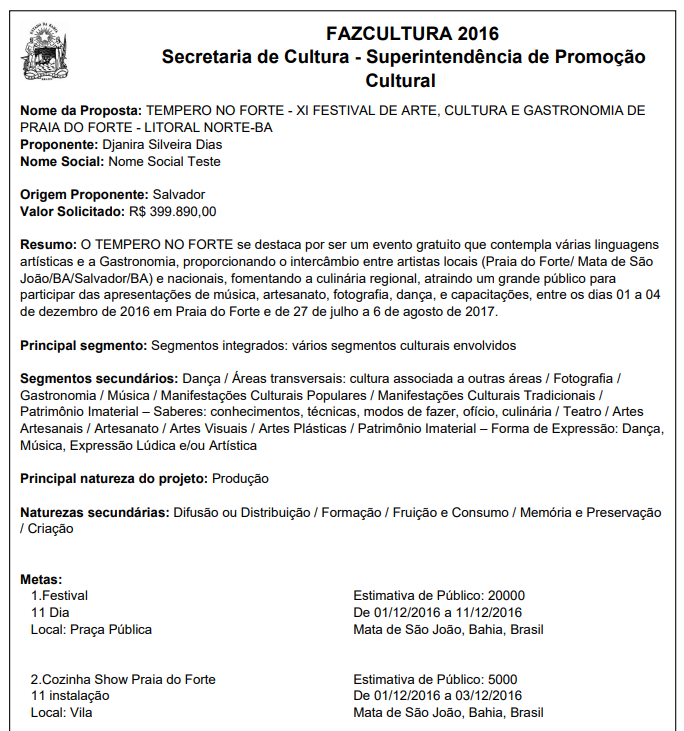 FAZCULTURA 2016
Secretaria de Cultura - Superintendência de Promoção
Cultural
Nome da Proposta: TEMPERO NO FORTE - XI FESTIVAL DE ARTE, CULTURA E GASTRONOMIA DE
PRAIA DO FORTE - LITORAL NORTE-BA
Proponente: Djanira Silveira Dias
Nome Social: Nome Social Teste
Origem Proponente: Salvador
Valor Solicitado: R$ 399.890,00
Resumo: O TEMPERO NO FORTE se destaca por ser um evento gratuito que contempla várias linguagens
artísticas e a Gastronomia, proporcionando o intercâmbio entre artistas locais (Praia do Forte/ Mata de São
João/BA/Salvador/BA) e nacionais, fomentando a culinária regional, atraindo um grande público para
participar das apresentações de música, artesanato, fotografia, dança, e capacitações, entre os dias 01 a 04
de dezembro de 2016 em Praia do Forte e de 27 de julho a 6 de agosto de 2017.
Principal segmento: Segmentos integrados: vários segmentos culturais envolvidos
Segmentos secundários: Dança / Áreas transversais: cultura associada a outras áreas / Fotografia /
Gastronomia / Música / Manifestações Culturais Populares / Manifestações Culturais Tradicionais /
Patrimônio Imaterial – Saberes: conhecimentos, técnicas, modos de fazer, ofício, culinária / Teatro / Artes
Artesanais / Artesanato / Artes Visuais / Artes Plásticas / Patrimônio Imaterial – Forma de Expressão: Dança,
Música, Expressão Lúdica e/ou Artística
Principal natureza do projeto: Produção
Naturezas secundárias: Difusão ou Distribuição / Formação / Fruição e Consumo / Memória e Preservação
/ Criação
Metas:
1.Festival Estimativa de Público: 20000
11 Dia De 01/12/2016 a 11/12/2016
Local: Praça Pública Mata de São João, Bahia, Brasil
2.Cozinha Show Praia do Forte Estimativa de Público: 5000
11 instalação De 01/12/2016 a 03/12/2016
Local: Vila Mata de São João, Bahia, Brasil